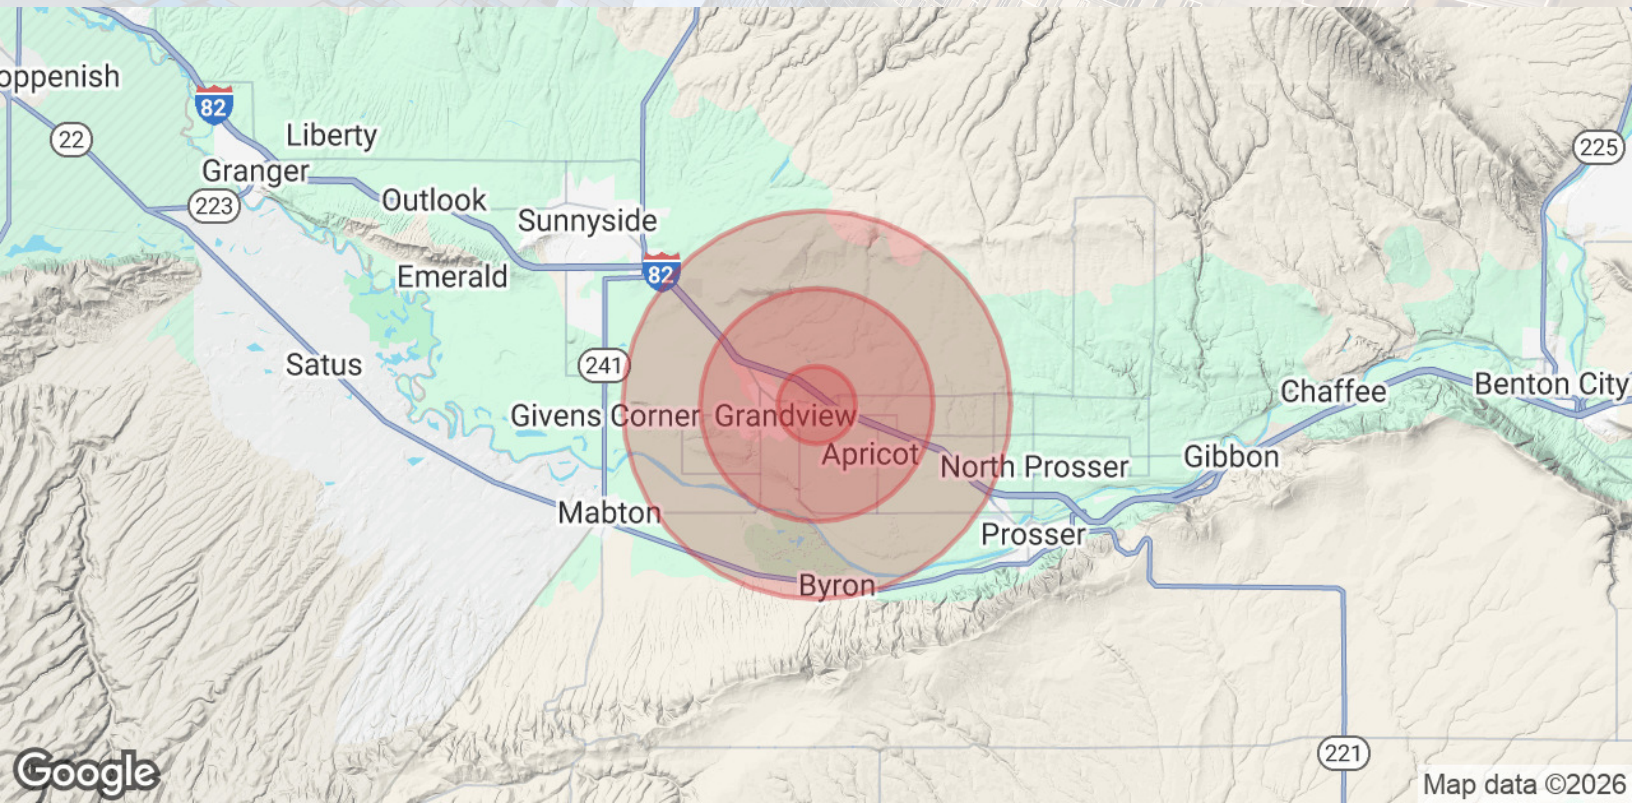 oppenish
82
22
Liberty
225
Granger
223
Outlook
Sunnyside
82
Emerald
241
Satus
Givens Corner
Grandview
Chaffee
Benton City
Apricot
North Prosser
Gibbon
Mabton
Prosser
Byron
221
Google
Map data ©2026